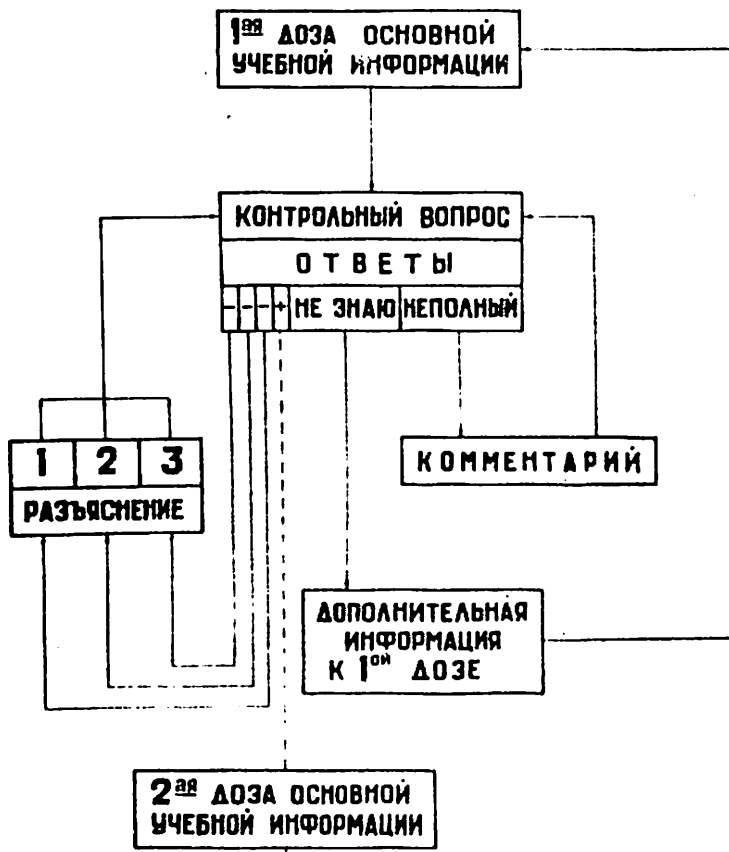 1ая ДОЗА ОСНОВНОЙ
УЧЕБНОЙ ИНФОРМАЦИИ
КОНТРОЛЬНЫЙ ВОПРОС
ОТВЕТЫ
- - - + НЕ ЗНАЮ НЕПОЛНЫЙ
1 2 3
РАЗЪЯСНЕНИЕ
КОММЕНТАРИЙ
ДОПОЛНИТЕЛЬНАЯ
ИНФОРМАЦИЯ
К 1ой ДОЗЕ
2ая ДОЗА ОСНОВНОЙ
УЧЕБНОЙ ИНФОРМАЦИИ